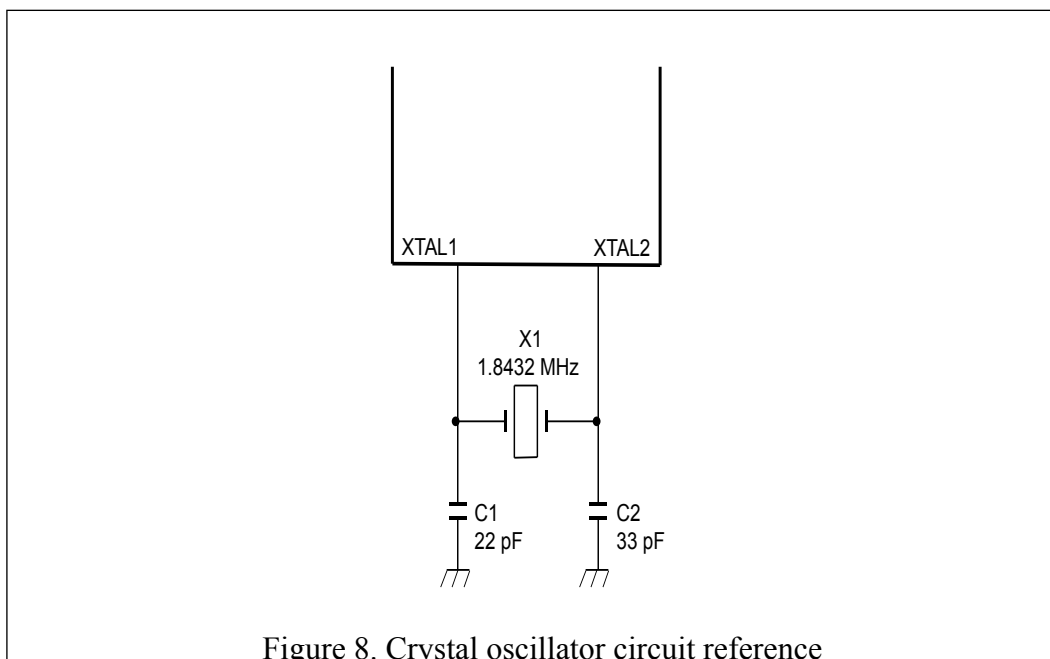 XTAL1 XTAL2
X1
1.8432 MHz
C1 C2
22 pF 33 pF
Figure 8. Crystal oscillator circuit reference